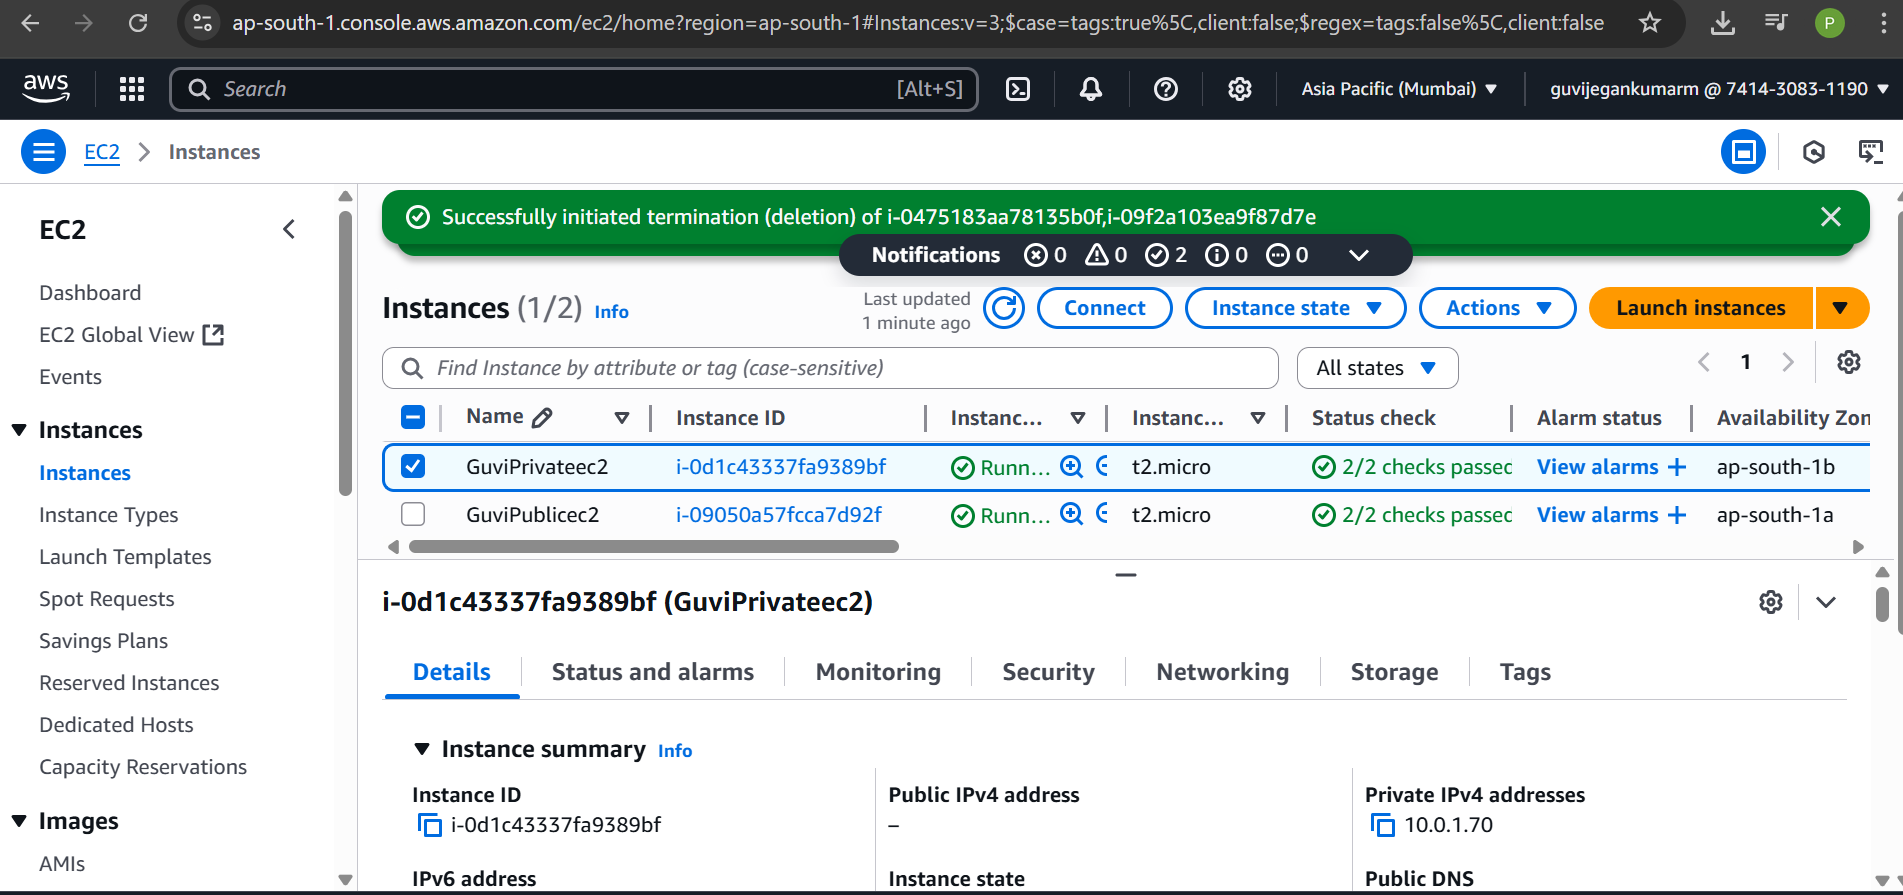 ap-south-1.console.aws.amazon.com/ec2/home?region=ap-south-1#Instances:v=3;$case=tags:true%5C,client:false;$regex=tags:false%5C,client:false
P
aws
Search [Alt+S]
Asia Pacific (Mumbai)
guvijegankumarm @ 7414-3083-1190
EC2 > Instances
EC2
Dashboard
EC2 Global View
Events
Instances
Instances
Instance Types
Launch Templates
Spot Requests
Savings Plans
Reserved Instances
Dedicated Hosts
Capacity Reservations
Images
AMIs
Successfully initiated termination (deletion) of i-0475183aa78135b0f,i-09f2a103ea9f87d7e
Notifications 0 0 2 0 0
Instances (1/2) Info
Last updated
1 minute ago
Connect
Instance state
Actions
Launch instances
Find Instance by attribute or tag (case-sensitive)
All states
1
Name Instance ID Instanc... Instanc... Status check Alarm status Availability Zon
GuviPrivateec2 i-0d1c43337fa9389bf Runn... t2.micro 2/2 checks passed View alarms + ap-south-1b
GuviPublicec2 i-09050a57fcca7d92f Runn... t2.micro 2/2 checks passed View alarms + ap-south-1a
i-0d1c43337fa9389bf (GuviPrivateec2)
Details Status and alarms Monitoring Security Networking Storage Tags
Instance summary Info
Instance ID
i-0d1c43337fa9389bf
Public IPv4 address
–
Private IPv4 addresses
10.0.1.70
IPv6 address
Instance state
Public DNS